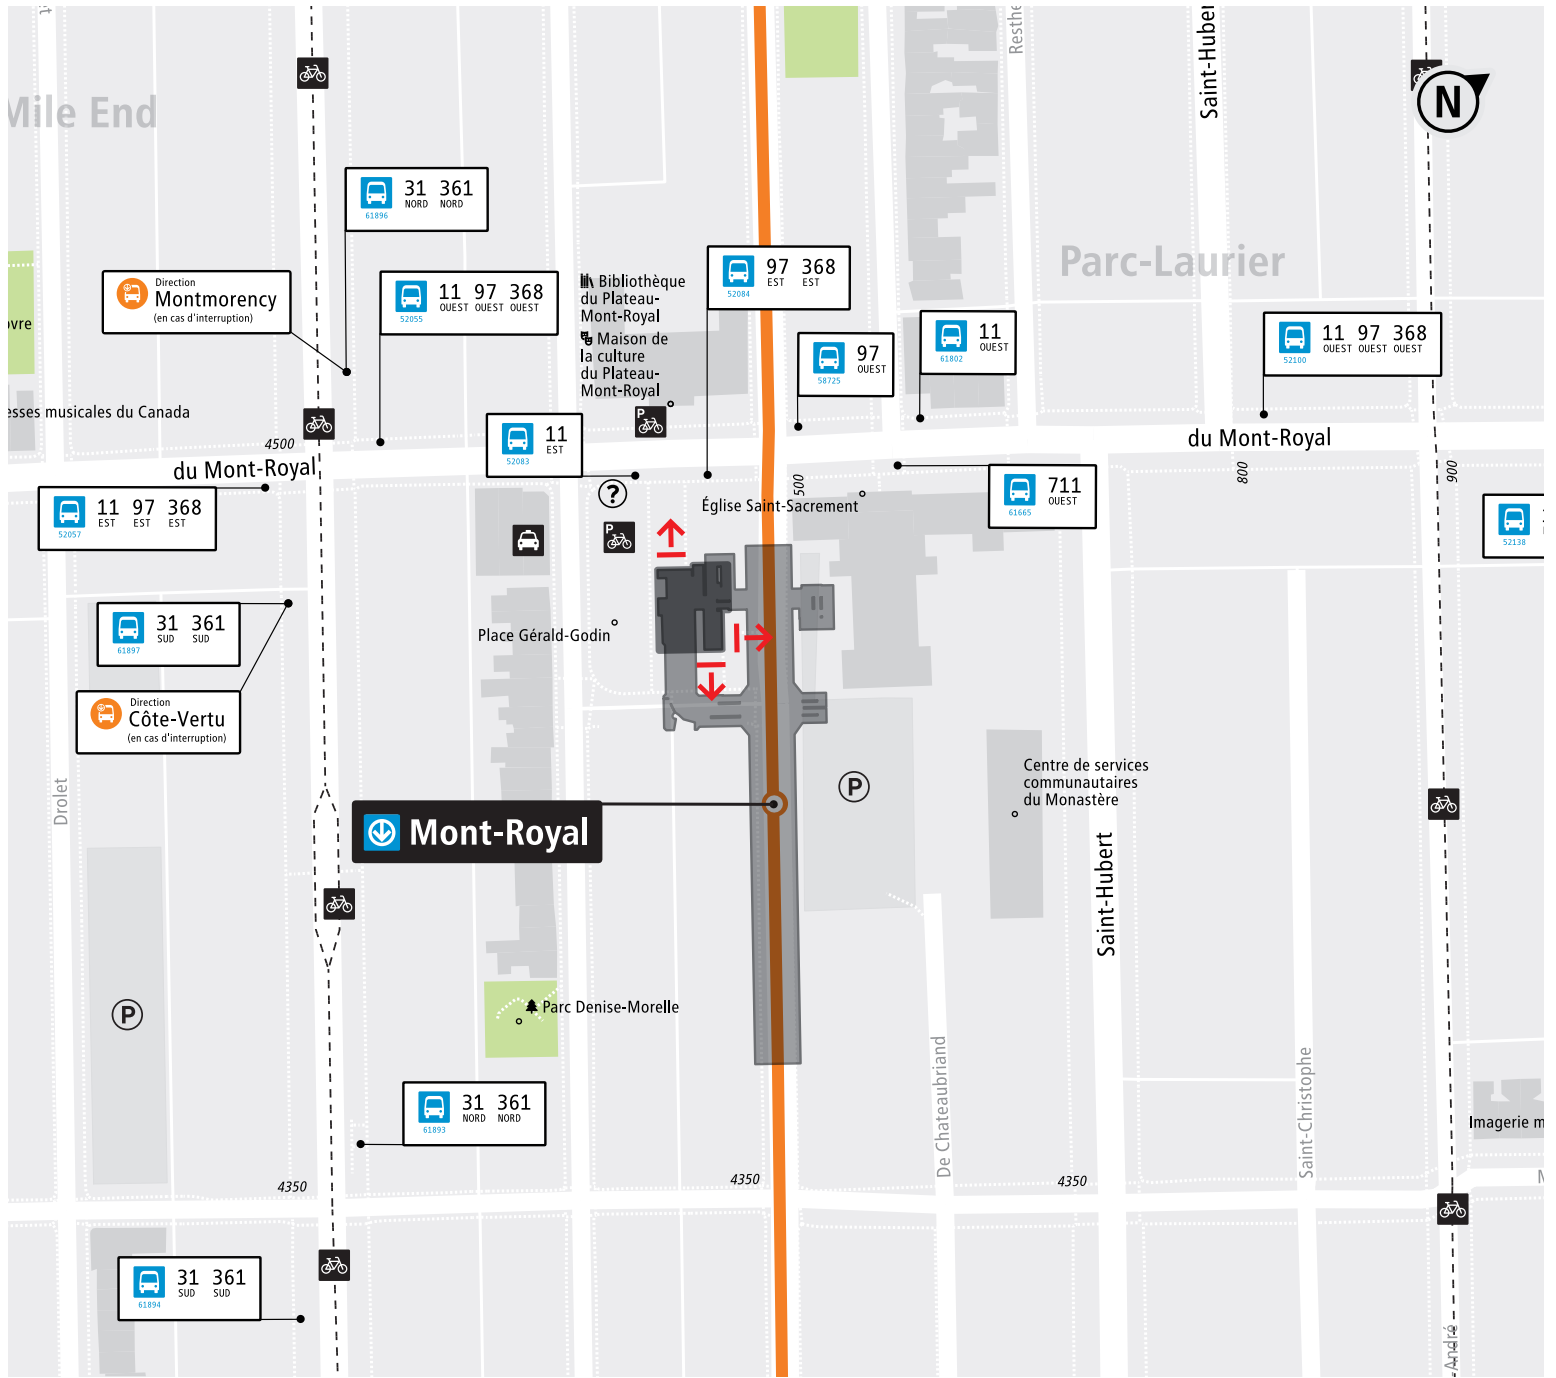 Mile End
Saint-Hubert
N
31 361
NORD NORD
61896
Direction
Montmorency
(en cas d'interruption)
11 97 368
OUEST OUEST OUEST
52055
Bibliothèque
du Plateau-
Mont-Royal
Maison de
la culture
du Plateau-
Mont-Royal
97 368
EST EST
52084
Parc-Laurier
97
OUEST
58725
11
OUEST
61802
11 97 368
OUEST OUEST OUEST
52100
esses musicales du Canada
P
4500
du Mont-Royal
11
EST
52083
du Mont-Royal
11 97 368
EST EST EST
52057
?
P
500
Église Saint-Sacrement
711
OUEST
61665
800
900
52138
31 361
SUD SUD
61897
Place Gérald-Godin
Direction
Côte-Vertu
(en cas d'interruption)
Drolet
Mont-Royal
P
Centre de services
communautaires
du Monastère
Saint-Hubert
P
Parc Denise-Morelle
31 361
NORD NORD
61893
De Chateaubriand
Saint-Christophe
Imagerie m
4350
4350
4350
31 361
SUD SUD
61894
André